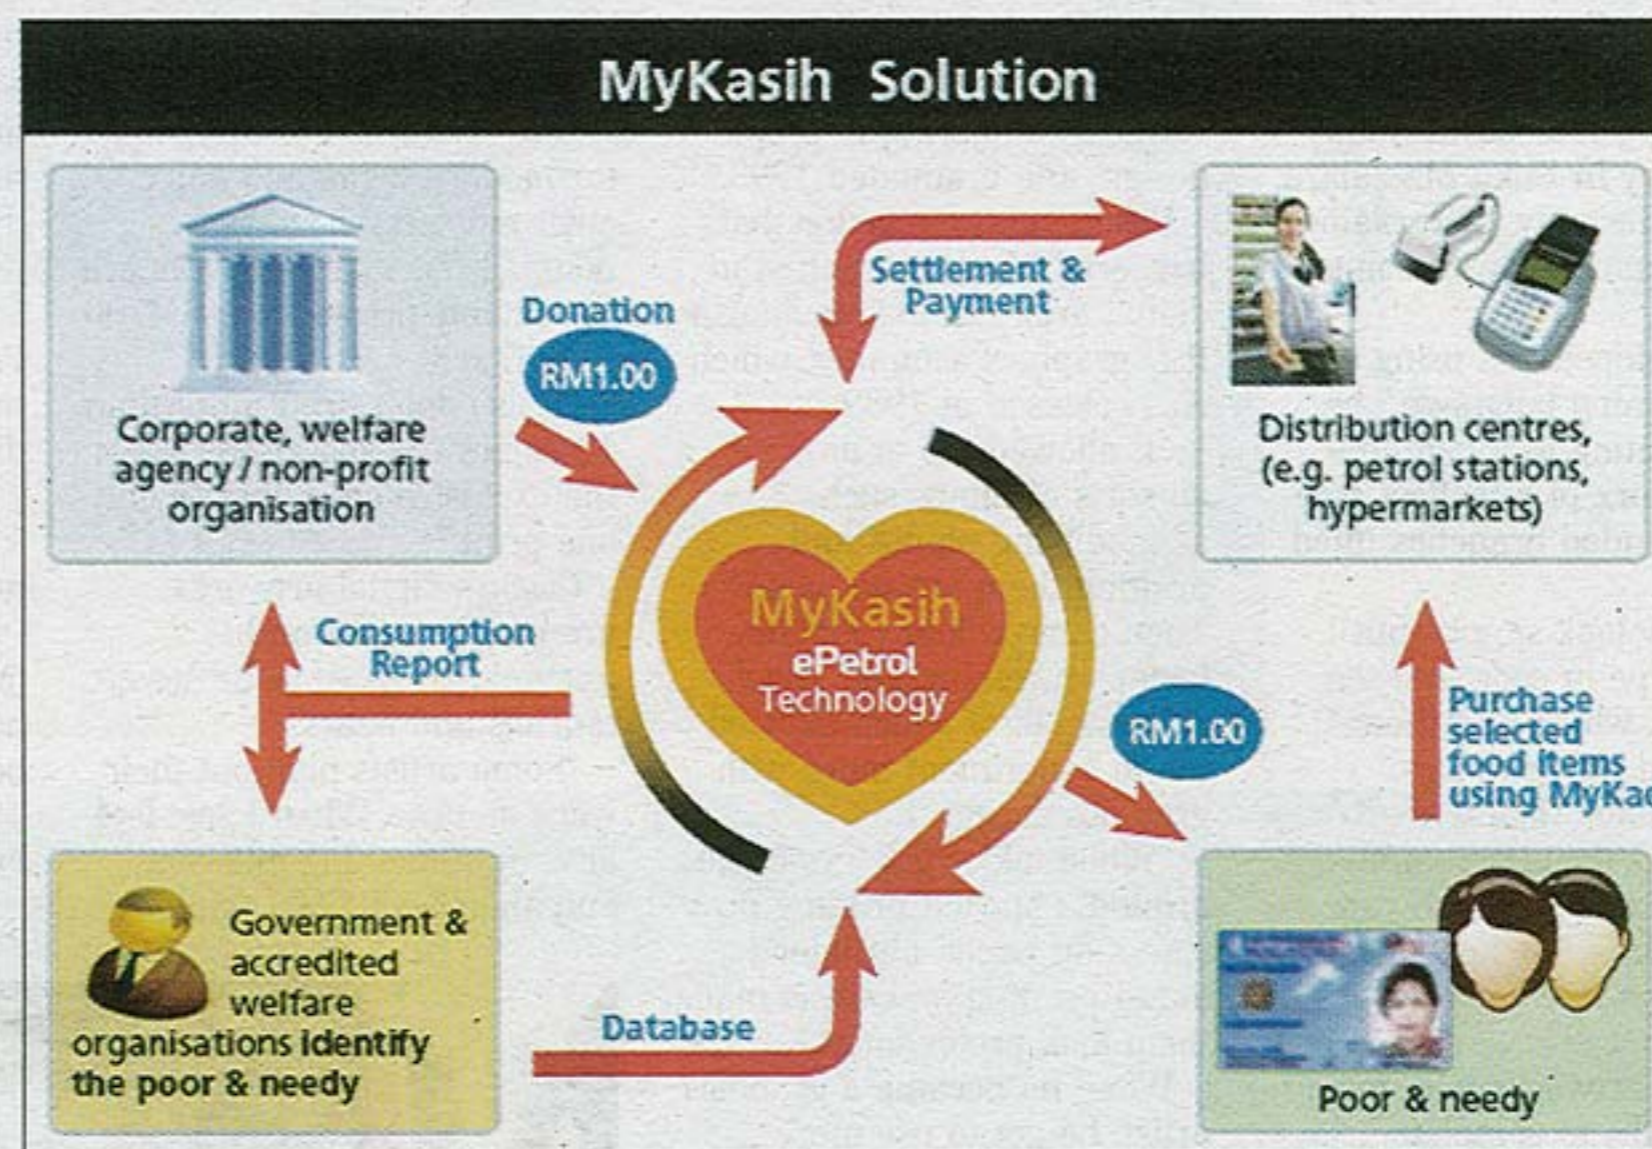 MyKasih Solution
Donation
RM1.00
Settlement &
Payment
Corporate, welfare
agency / non-profit
organisation
Distribution centres,
(e.g. petrol stations,
hypermarkets)
Consumption
Report
MyKasih
ePetrol
Technology
RM1.00
Purchase
selected
food items
using
Government &
accredited
welfare
organisations identify
the poor & needy
Database
Poor & needy